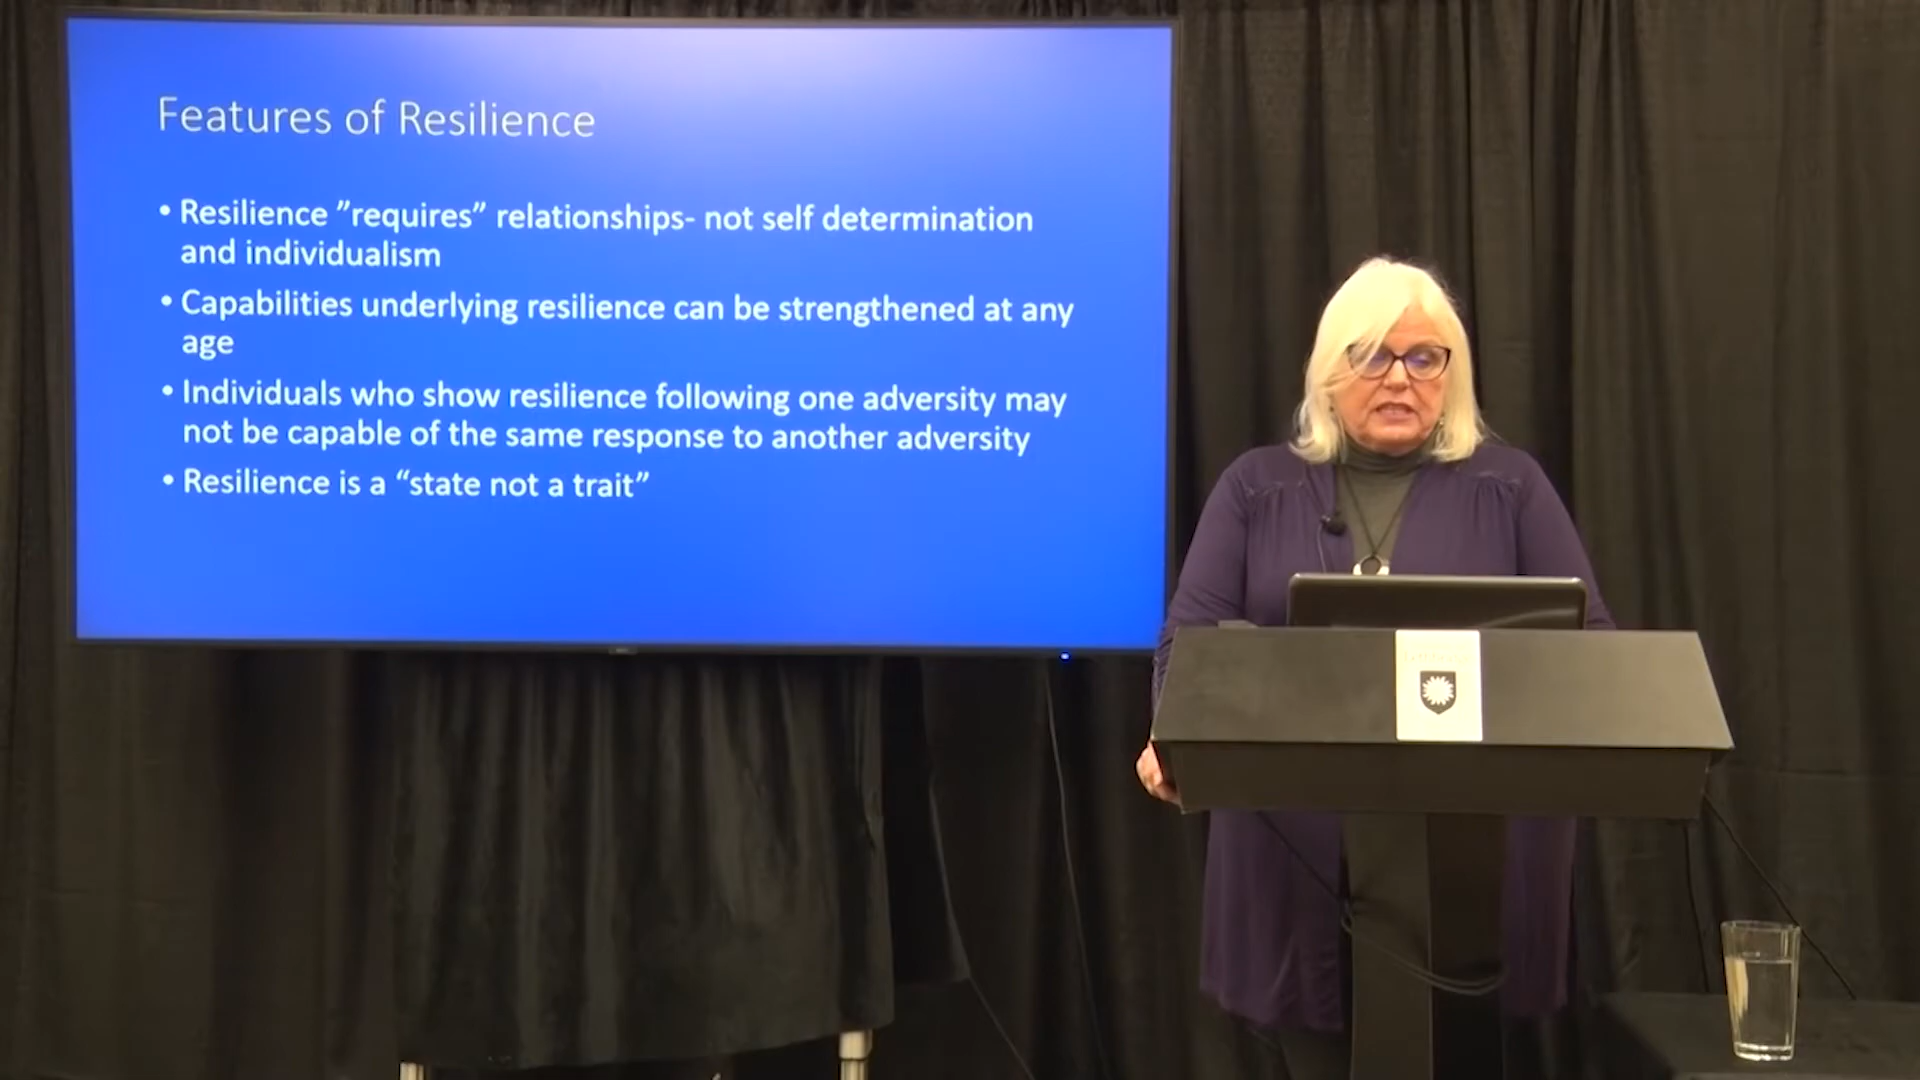 Features of Resilience
• Resilience ”requires” relationships- not self determination
and individualism
• Capabilities underlying resilience can be strengthened at any
age
• Individuals who show resilience following one adversity may
not be capable of the same response to another adversity
• Resilience is a “state not a trait”